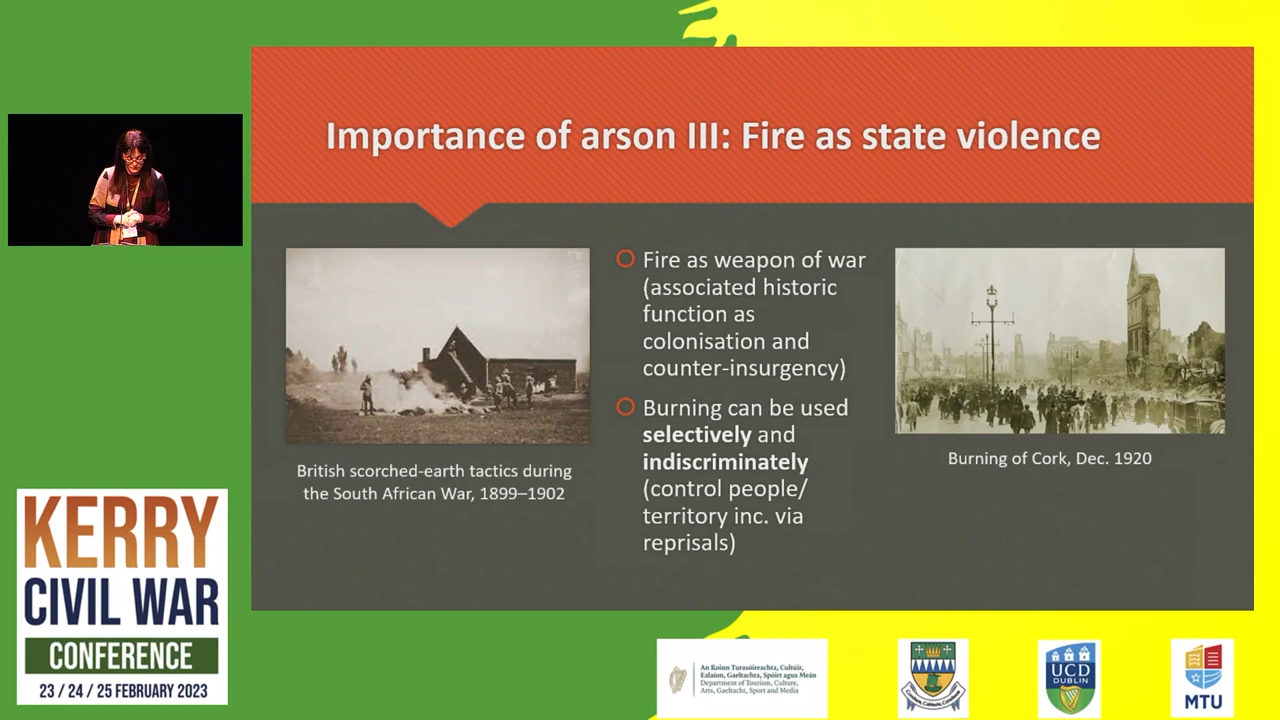 Importance of arson III: Fire as state violence
Fire as weapon of war
(associated historic
function as
colonisation and
counter-insurgency)
Burning can be used
selectively and
indiscriminately
(control people/
territory inc. via
reprisals)
British scorched-earth tactics during
the South African War, 1899–1902
Burning of Cork, Dec. 1920
KERRY
CIVIL WAR
CONFERENCE
23 / 24 / 25 FEBRUARY 2023
An Roinn Turasóireachta, Cultúir,
Ealaíon, Gaeltachta, Spóirt agus Meán
Department of Tourism, Culture,
Arts, Gaeltacht, Sport and Media
UCD
DUBLIN
MTU